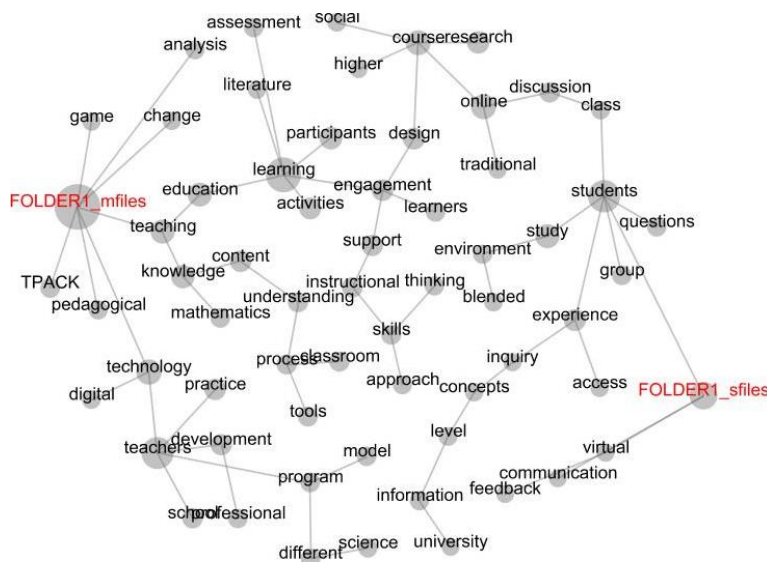 social
assessment
courseresearch
analysis
higher
discussion
literature
online
class
game
change
participants
design
traditional
learning
education
engagement
students
FOLDER1_mfiles
activities
learners
questions
teaching
study
support
environment
content
knowledge
group
TPACK
instructional
thinking
pedagogical
understanding
blended
mathematics
experience
skills
process
classroom
inquiry
technology
practice
approach
concepts
access
FOLDER1_sfiles
digital
tools
level
development
teachers
model
virtual
program
communication
feedback
information
school
professional
science
university
different